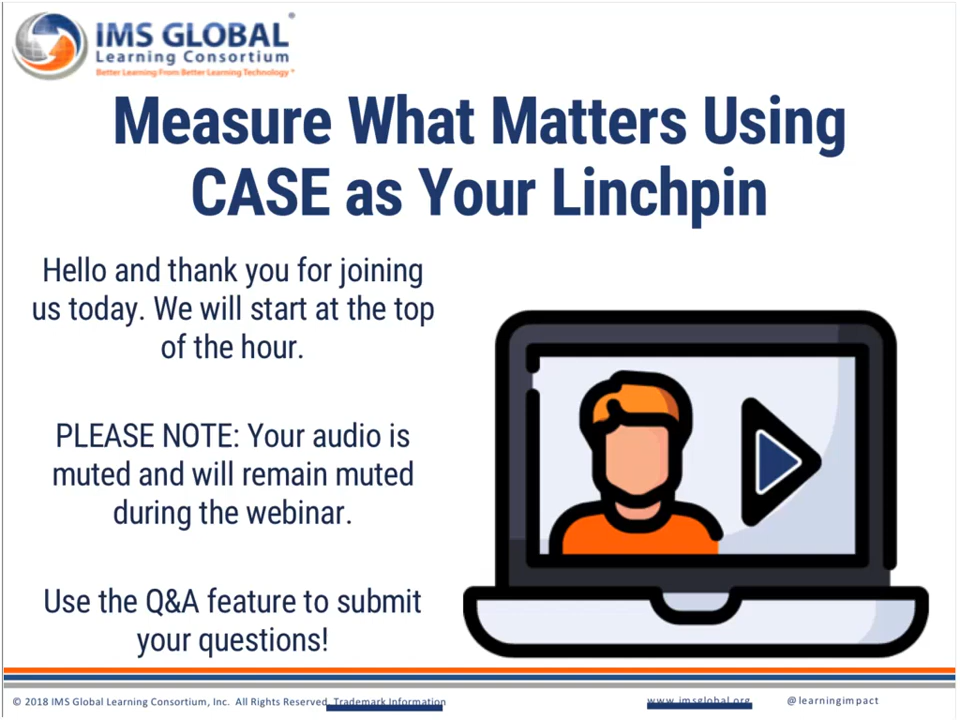 IMS GLOBAL®
Learning Consortium
Better Learning From Better Learning Technology®
Measure What Matters Using
CASE as Your Linchpin
Hello and thank you for joining
us today. We will start at the top
of the hour.
PLEASE NOTE: Your audio is
muted and will remain muted
during the webinar.
Use the Q&A feature to submit
your questions!
© 2018 IMS Global Learning Consortium, Inc. All Rights Reserved. Trademark Information
www.imsglobal.org
@learningimpact